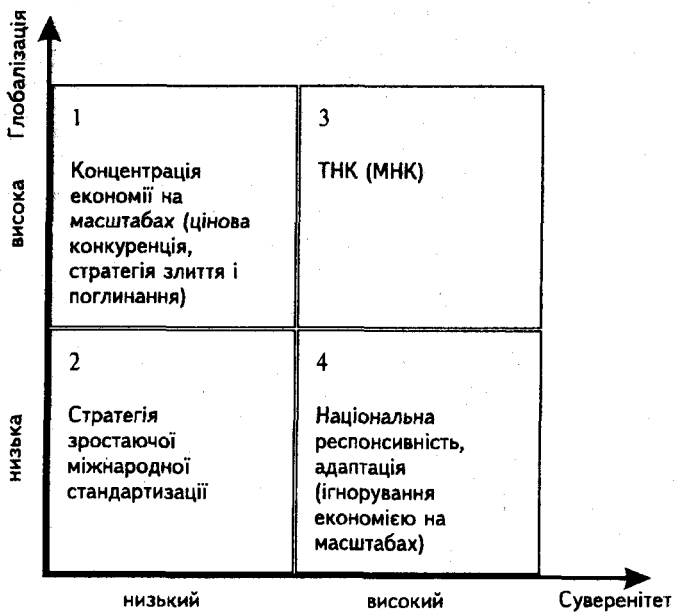 Глобалізація
висока
низька
1
Концентрація
економії на
масштабах (цінова
конкуренція,
стратегія злиття і
поглинання)
3
ТНК (МНК)
2
Стратегія
зростаючої
міжнародної
стандартизації
4
Національна
респонсивність,
адаптація
(ігнорування
економією на
масштабах)
низький
високий
Суверенітет